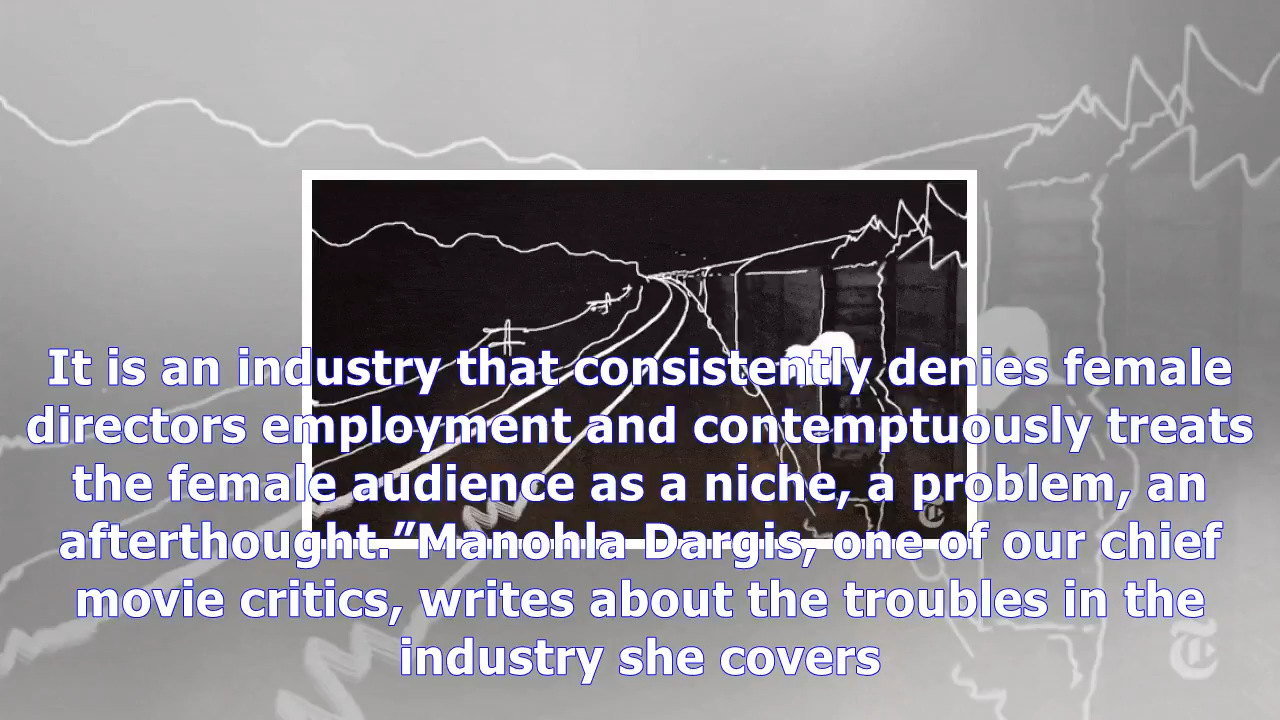 It is an industry that consistently denies female
directors employment and contemptuously treats
the female audience as a niche, a problem, an
afterthought.”Manohla Dargis, one of our chief
movie critics, writes about the troubles in the
industry she covers
T
T